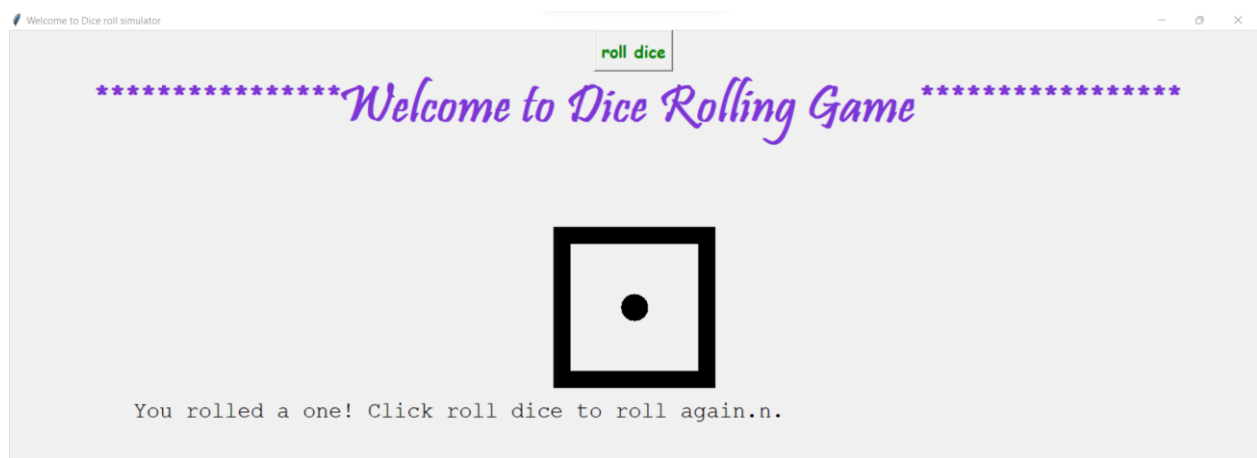 Welcome to Dice roll simulator
roll dice
****************Welcome to Dice Rolling Game*****************
You rolled a one! Click roll dice to roll again.n.